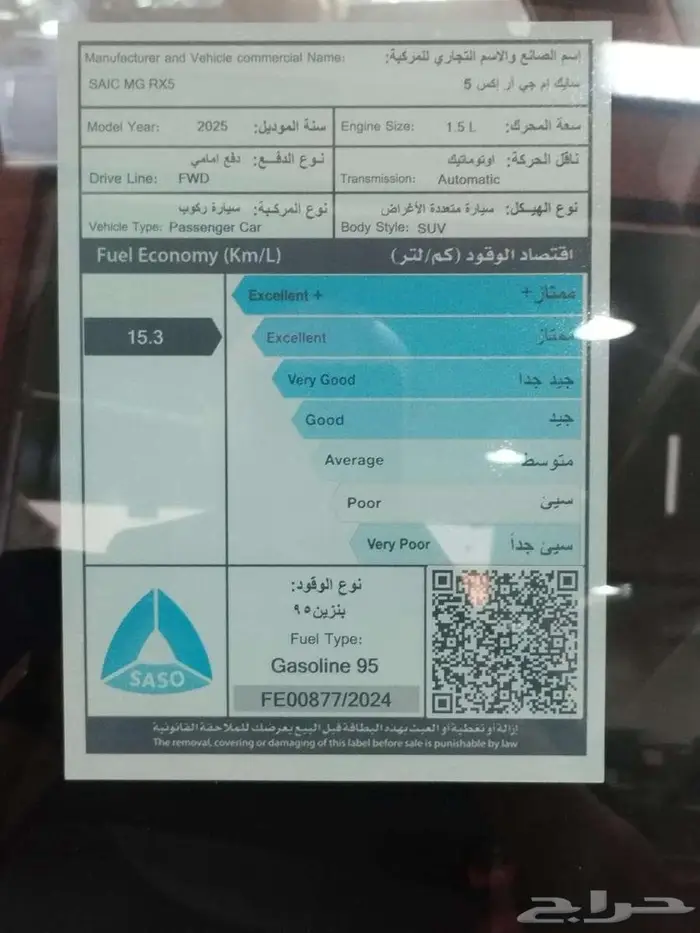 Manufacturer and Vehicle commercial Name: اسم الصانع والاسم التجاري للمركبة:
SAIC MG RX5 سايك إم جي آر إكس 5
Model Year: 2025 سنة الموديل:
Engine Size: 1.5 L سعة المحرك:
نوع الدفع: دفع امامي
Drive Line: FWD
ناقل الحركة: اوتوماتيك
Transmission: Automatic
نوع المركبة: سيارة ركوب
Vehicle Type: Passenger Car
نوع الهيكل: سيارة متعددة الأغراض
Body Style: SUV
Fuel Economy (Km/L) اقتصاد الوقود (كم/لتر)
Excellent + ممتاز+
15.3
Excellent ممتاز
Very Good جيد جدا
Good جيد
Average متوسط
Poor سيئ
Very Poor سيئ جداً
SASO
نوع الوقود:
بنزين ٩٥
Fuel Type:
Gasoline 95
FE00877/2024
إزالة أو تغطية أو العبث بهذه البطاقة قبل البيع يعرضك للملاحقة القانونية
The removal, covering or damaging of this label before sale is punishable by law
حراج